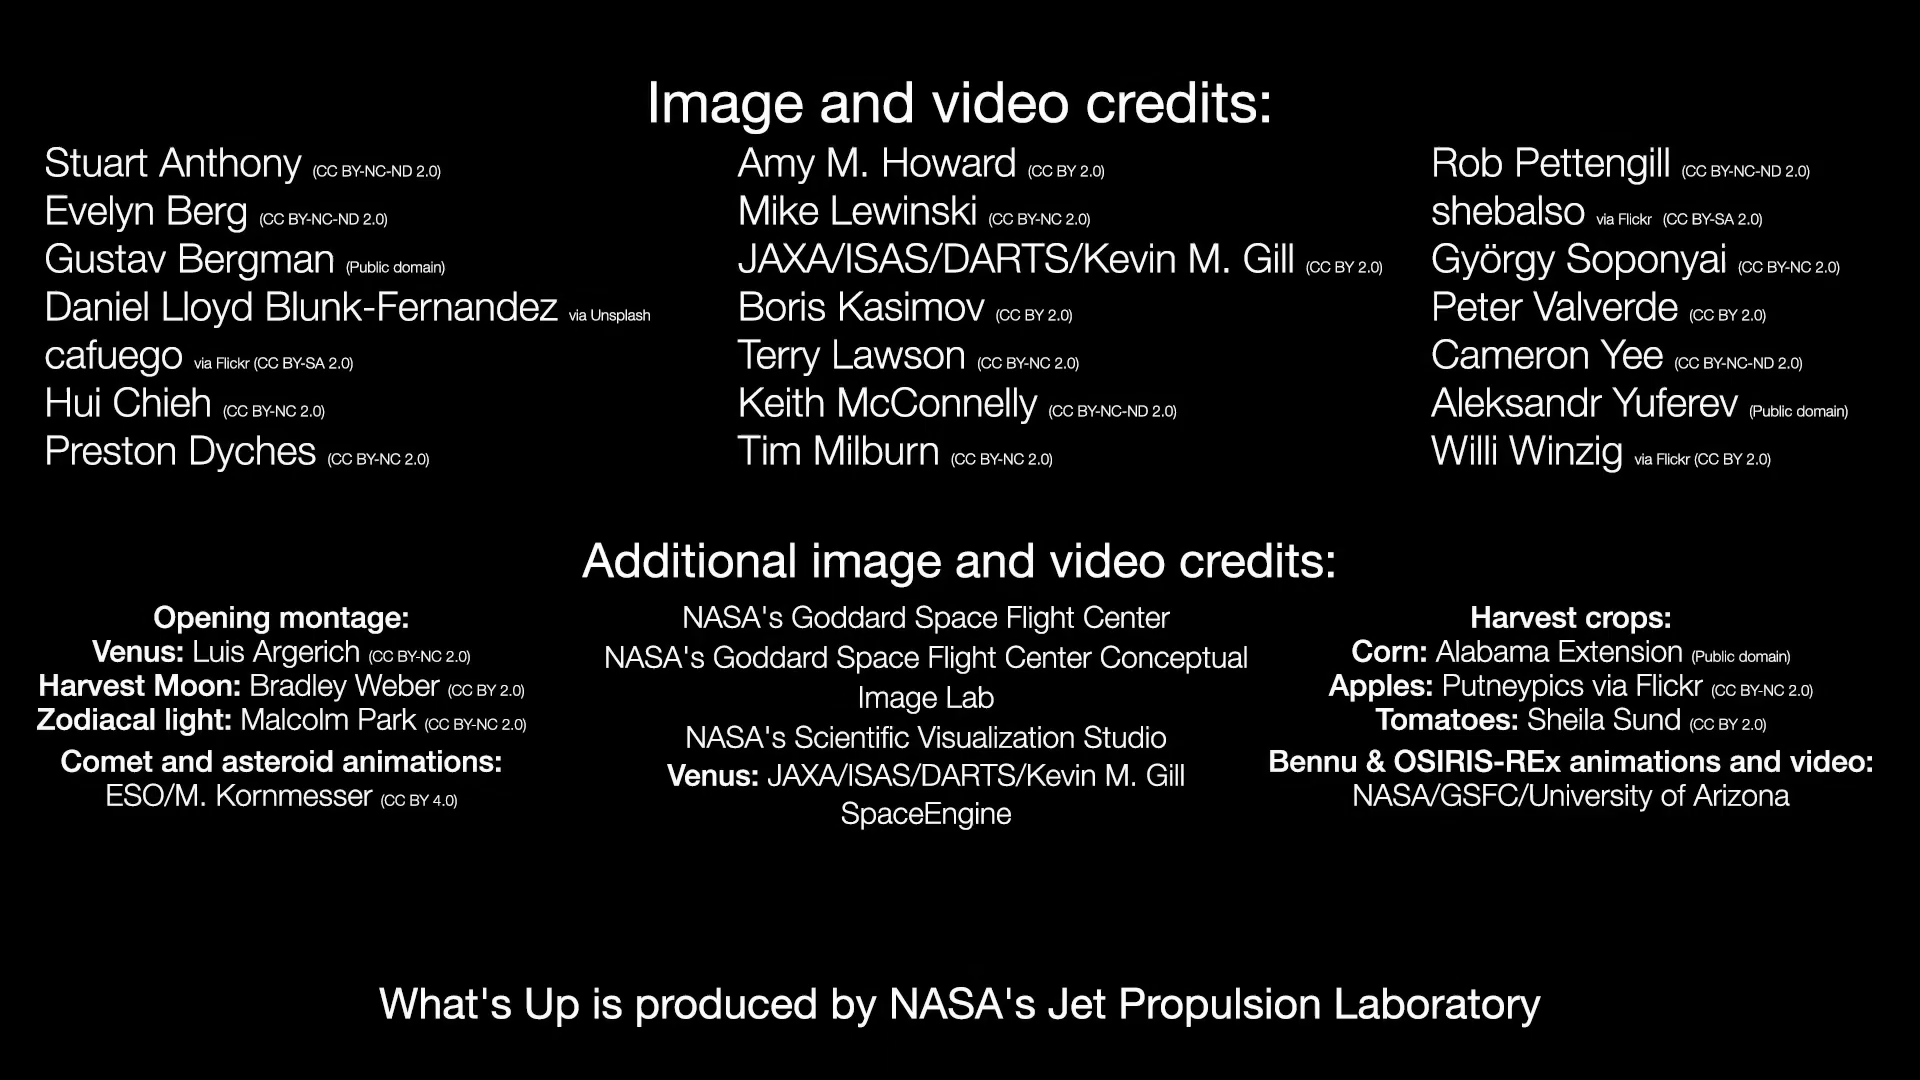 Image and video credits:
Stuart Anthony (CC BY-NC-ND 2.0)
Evelyn Berg (CC BY-NC-ND 2.0)
Gustav Bergman (Public domain)
Daniel Lloyd Blunk-Fernandez via Unsplash
cafuego via Flickr (CC BY-SA 2.0)
Hui Chieh (CC BY-NC 2.0)
Preston Dyches (CC BY-NC 2.0)
Amy M. Howard (CC BY 2.0)
Mike Lewinski (CC BY-NC 2.0)
JAXA/ISAS/DARTS/Kevin M. Gill (CC BY 2.0)
Boris Kasimov (CC BY 2.0)
Terry Lawson (CC BY-NC 2.0)
Keith McConnelly (CC BY-NC-ND 2.0)
Tim Milburn (CC BY-NC 2.0)
Rob Pettengill (CC BY-NC-ND 2.0)
shebalso via Flickr (CC BY-SA 2.0)
György Soponyai (CC BY-NC 2.0)
Peter Valverde (CC BY 2.0)
Cameron Yee (CC BY-NC-ND 2.0)
Aleksandr Yuferev (Public domain)
Willi Winzig via Flickr (CC BY 2.0)
Additional image and video credits:
Opening montage:
Venus: Luis Argerich (CC BY-NC 2.0)
Harvest Moon: Bradley Weber (CC BY 2.0)
Zodiacal light: Malcolm Park (CC BY-NC 2.0)
Comet and asteroid animations:
ESO/M. Kornmesser (CC BY 4.0)
NASA's Goddard Space Flight Center
NASA's Goddard Space Flight Center Conceptual
Image Lab
NASA's Scientific Visualization Studio
Venus: JAXA/ISAS/DARTS/Kevin M. Gill
SpaceEngine
Harvest crops:
Corn: Alabama Extension (Public domain)
Apples: Putneypics via Flickr (CC BY-NC 2.0)
Tomatoes: Sheila Sund (CC BY 2.0)
Bennu & OSIRIS-REx animations and video:
NASA/GSFC/University of Arizona
What's Up is produced by NASA's Jet Propulsion Laboratory